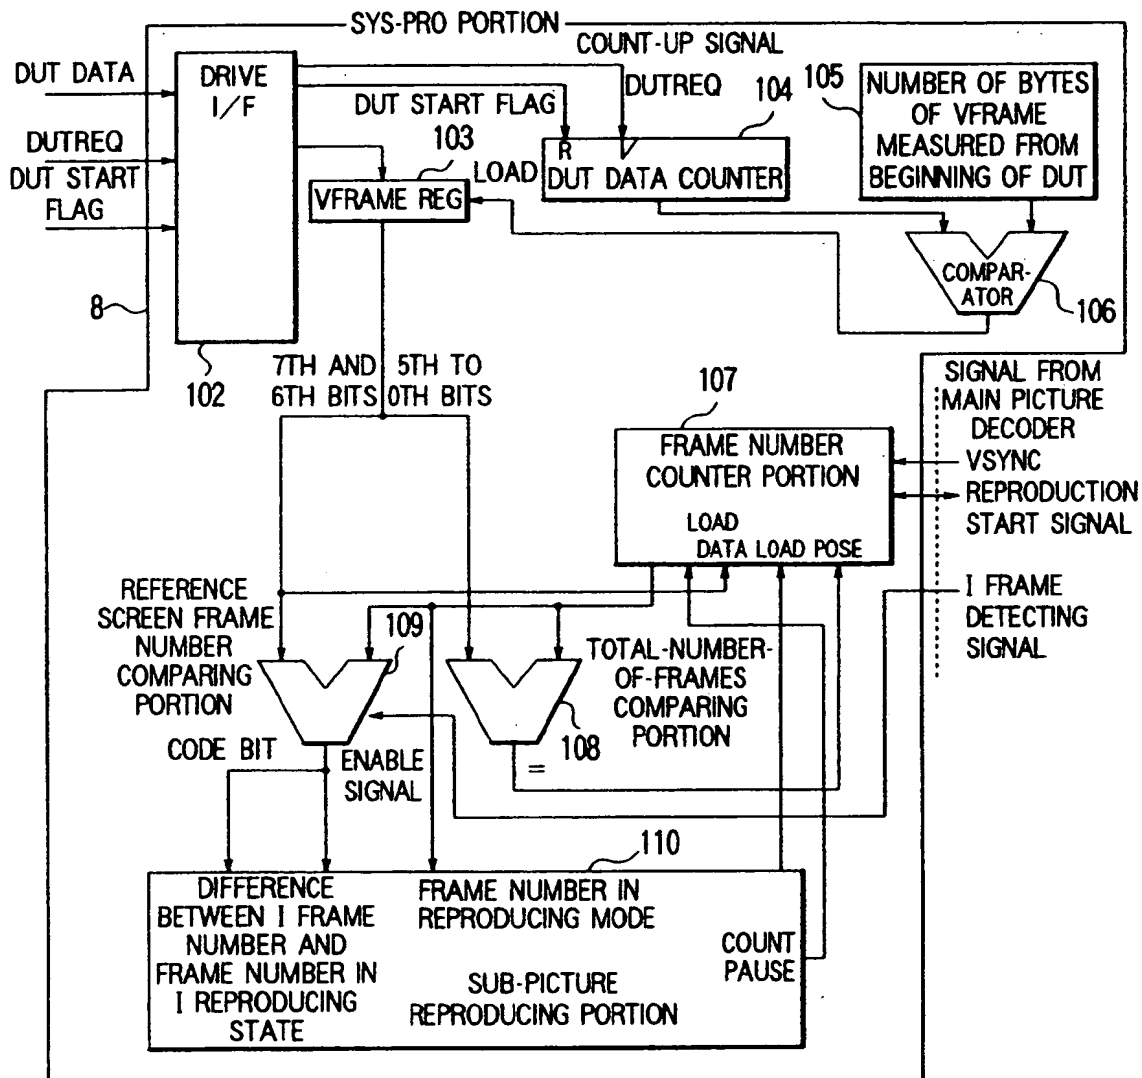 SYS-PRO PORTION
COUNT-UP SIGNAL
DUT DATA
DRIVE
I/F
DUTREQ
DUT START FLAG
104
105
NUMBER OF BYTES
OF VFRAME
MEASURED FROM
BEGINNING OF DUT
DUTREQ
DUT START
FLAG
103
LOAD
R
DUT DATA COUNTER
VFRAME REG
COMPAR-
ATOR
106
8
102
7TH AND
6TH BITS
5TH TO
0TH BITS
107
SIGNAL FROM
MAIN PICTURE
DECODER
FRAME NUMBER
COUNTER PORTION
VSYNC
REPRODUCTION
START SIGNAL
LOAD
DATA LOAD POSE
REFERENCE
SCREEN FRAME
NUMBER
COMPARING
PORTION
109
I FRAME
DETECTING
SIGNAL
TOTAL-NUMBER-
OF-FRAMES
COMPARING
PORTION
108
CODE BIT
ENABLE
SIGNAL
=
110
DIFFERENCE
BETWEEN I FRAME
NUMBER AND
FRAME NUMBER IN
I REPRODUCING
STATE
FRAME NUMBER IN
REPRODUCING MODE
COUNT
PAUSE
SUB-PICTURE
REPRODUCING PORTION